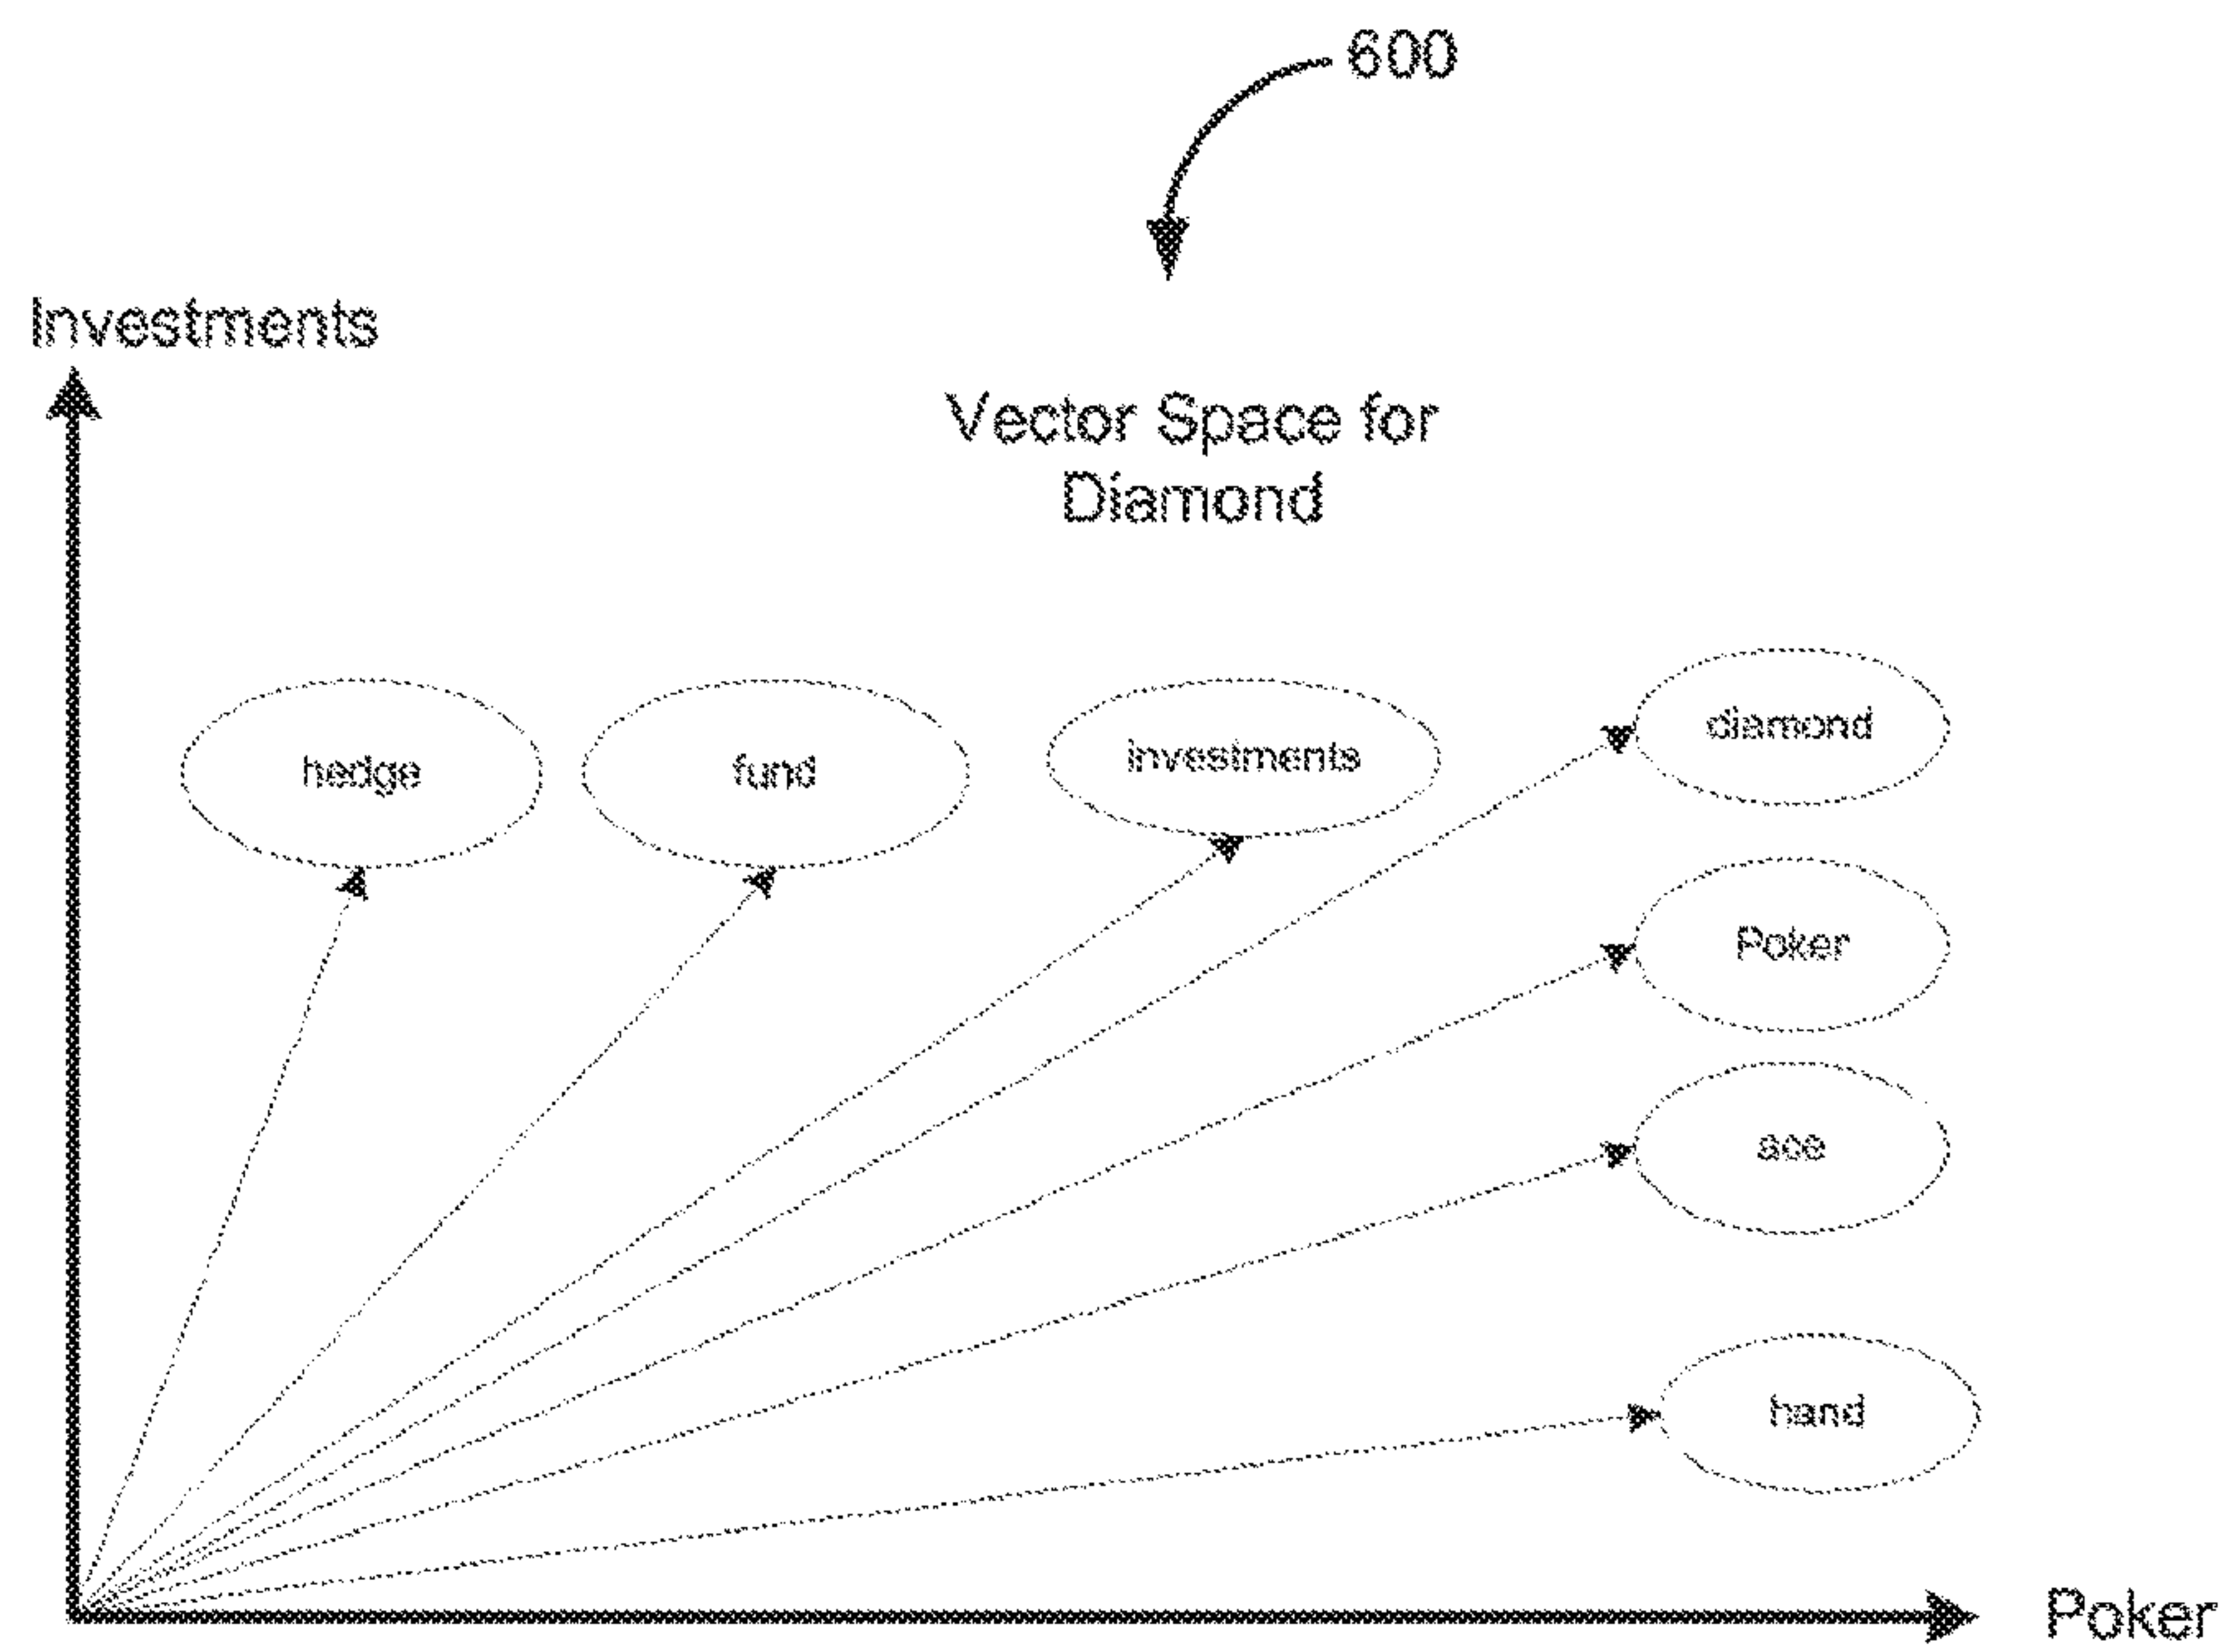 600
Investments
Vector Space for
Diamond
hedge
fund
investments
diamond
Poker
ace
hand
Poker